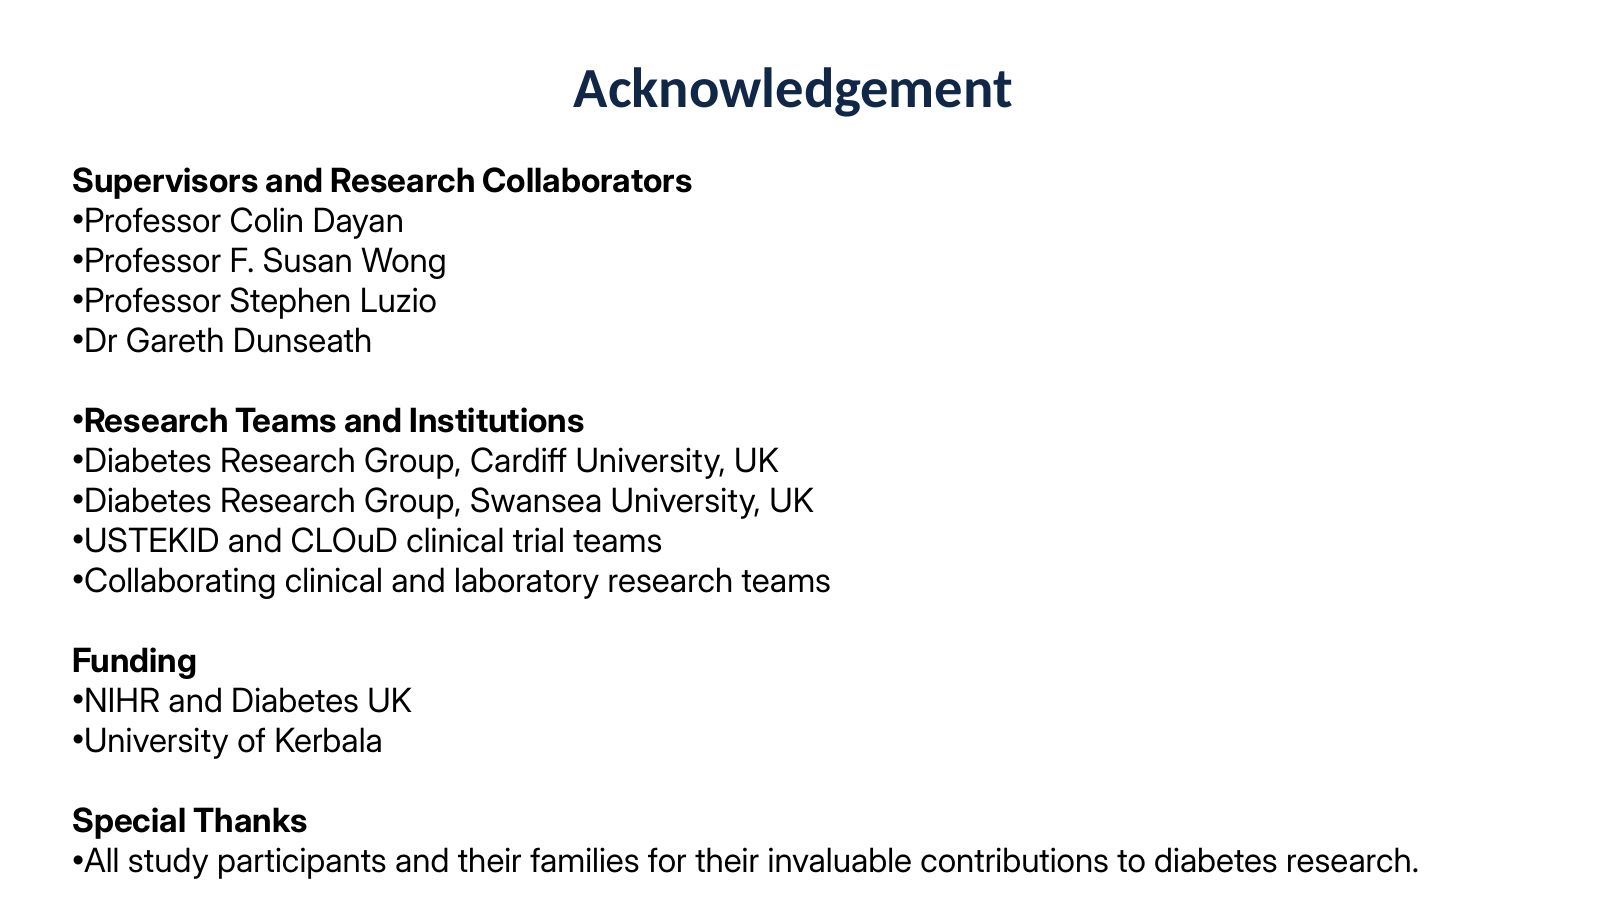 Acknowledgement
Supervisors and Research Collaborators
•Professor Colin Dayan
•Professor F. Susan Wong
•Professor Stephen Luzio
•Dr Gareth Dunseath
•Research Teams and Institutions
•Diabetes Research Group, Cardiff University, UK
•Diabetes Research Group, Swansea University, UK
•USTEKID and CLOuD clinical trial teams
•Collaborating clinical and laboratory research teams
Funding
•NIHR and Diabetes UK
•University of Kerbala
Special Thanks
•All study participants and their families for their invaluable contributions to diabetes research.